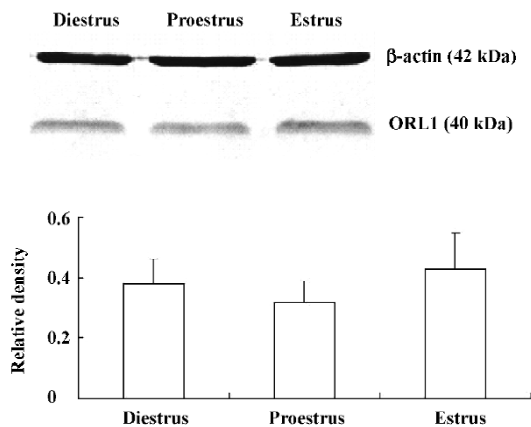 Diestrus Proestrus Estrus
β-actin (42 kDa)
ORL1 (40 kDa)
Relative density
0.6
0.4
0.2
0
Diestrus Proestrus Estrus